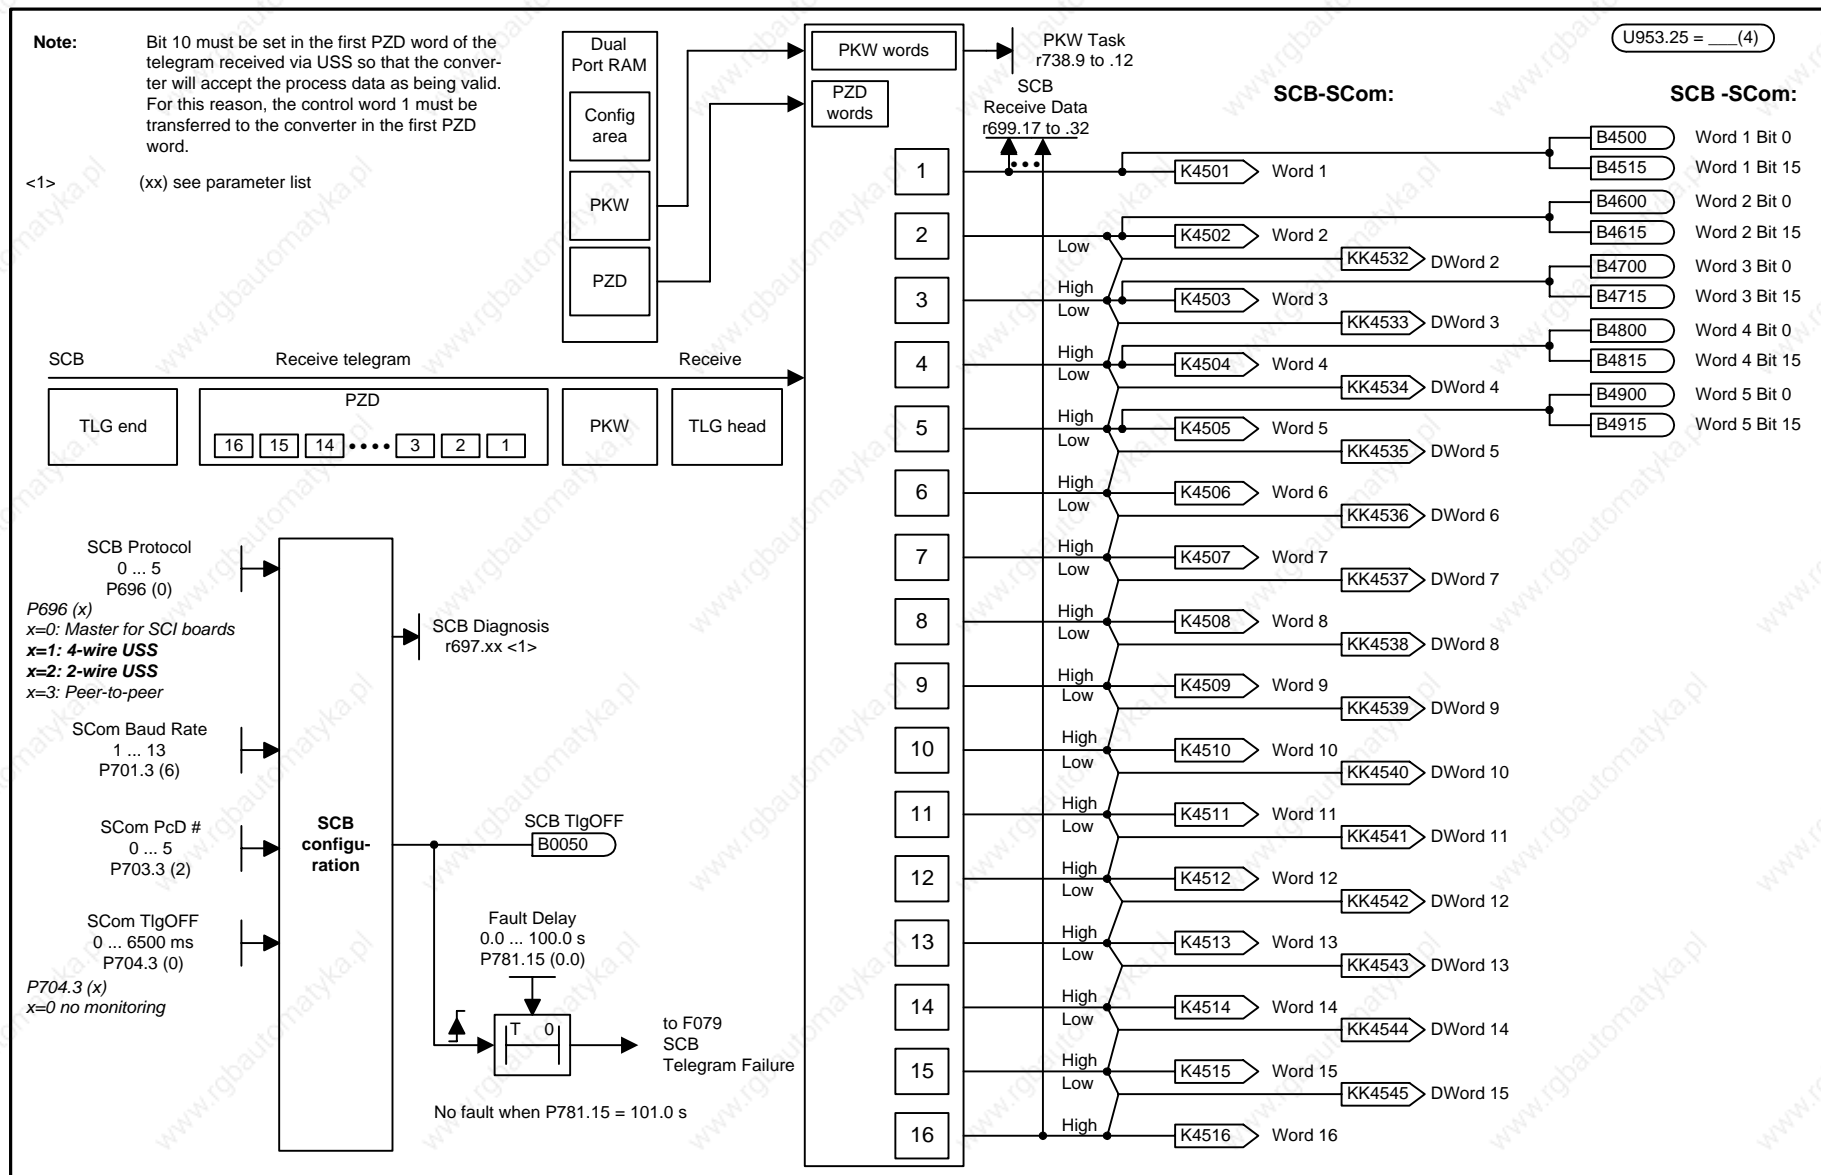 Note:
Bit 10 must be set in the first PZD word of the
telegram received via USS so that the conver-
ter will accept the process data as being valid.
For this reason, the control word 1 must be
transferred to the converter in the first PZD
word.
<1>
(xx) see parameter list
Dual
Port RAM
Config
area
PKW
PZD
PKW words
PZD
words
PKW Task
r738.9 to .12
SCB
Receive Data
r699.17 to .32
U953.25 = ___(4)
SCB-SCom:
SCB -SCom:
SCB
Receive telegram
Receive
TLG end
PZD
16 15 14 •••• 3 2 1
PKW
TLG head
SCB Protocol
0 ... 5
P696 (0)
P696 (x)
x=0: Master for SCI boards
x=1: 4-wire USS
x=2: 2-wire USS
x=3: Peer-to-peer
SCom Baud Rate
1 ... 13
P701.3 (6)
SCom PcD #
0 ... 5
P703.3 (2)
SCom TlgOFF
0 ... 6500 ms
P704.3 (0)
P704.3 (x)
x=0 no monitoring
SCB
configu-
ration
SCB Diagnosis
r697.xx <1>
SCB TlgOFF
B0050
Fault Delay
0.0 ... 100.0 s
P781.15 (0.0)
T 0
to F079
SCB
Telegram Failure
No fault when P781.15 = 101.0 s
1 K4501 Word 1
B4500 Word 1 Bit 0
B4515 Word 1 Bit 15
2 Low K4502 Word 2
KK4532 DWord 2
B4600 Word 2 Bit 0
B4615 Word 2 Bit 15
3 High Low K4503 Word 3
KK4533 DWord 3
B4700 Word 3 Bit 0
B4715 Word 3 Bit 15
4 High Low K4504 Word 4
KK4534 DWord 4
B4800 Word 4 Bit 0
B4815 Word 4 Bit 15
5 High Low K4505 Word 5
KK4535 DWord 5
B4900 Word 5 Bit 0
B4915 Word 5 Bit 15
6 High Low K4506 Word 6
KK4536 DWord 6
7 High Low K4507 Word 7
KK4537 DWord 7
8 High Low K4508 Word 8
KK4538 DWord 8
9 High Low K4509 Word 9
KK4539 DWord 9
10 High Low K4510 Word 10
KK4540 DWord 10
11 High Low K4511 Word 11
KK4541 DWord 11
12 High Low K4512 Word 12
KK4542 DWord 12
13 High Low K4513 Word 13
KK4543 DWord 13
14 High Low K4514 Word 14
KK4544 DWord 14
15 High Low K4515 Word 15
KK4545 DWord 15
16 High K4516 Word 16
www.rgbautomatyka.pl